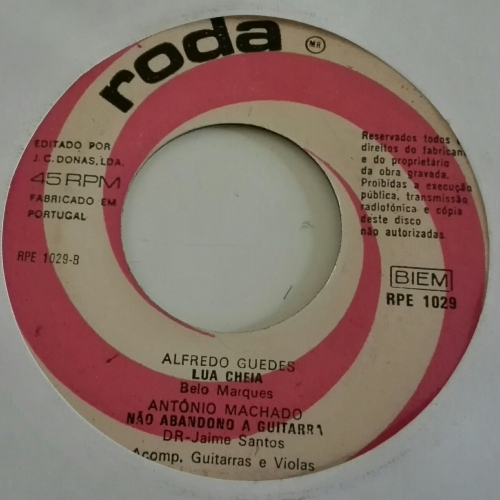 roda
MR
EDITADO POR
J. C. DONAS, LDA.
45 RPM
FABRICADO EM
PORTUGAL
RPE 1029-B
Reservados todos
direitos do fabrican
e do proprietário
da obra gravada.
Proibidas a execução
pública, transmissão
radiofónica e cópia
deste disco
não autorizadas.
BIEM
RPE 1029
ALFREDO GUEDES
LUA CHEIA
Belo Marques
ANTÓNIO MACHADO
NÃO ABANDONO A GUITARRA
DR-Jaime Santos
Acomp. Guitarras e Violas